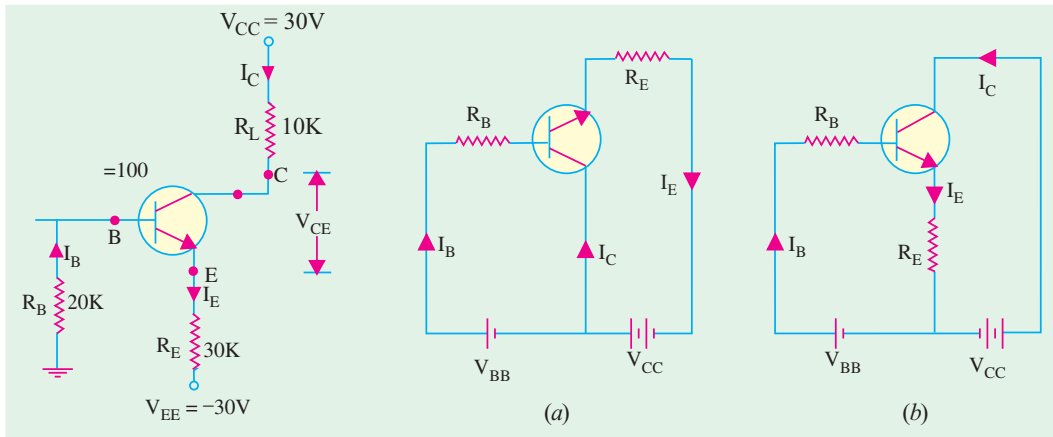 V_CC = 30V
I_C
R_L 10K
C
=100
V_CE
B
I_B
E
R_B 20K
I_E
R_E 30K
V_EE = −30V
R_E
R_B
I_E
I_B
I_C
V_BB
V_CC
(a)
I_C
R_B
I_E
I_B
R_E
V_BB
V_CC
(b)